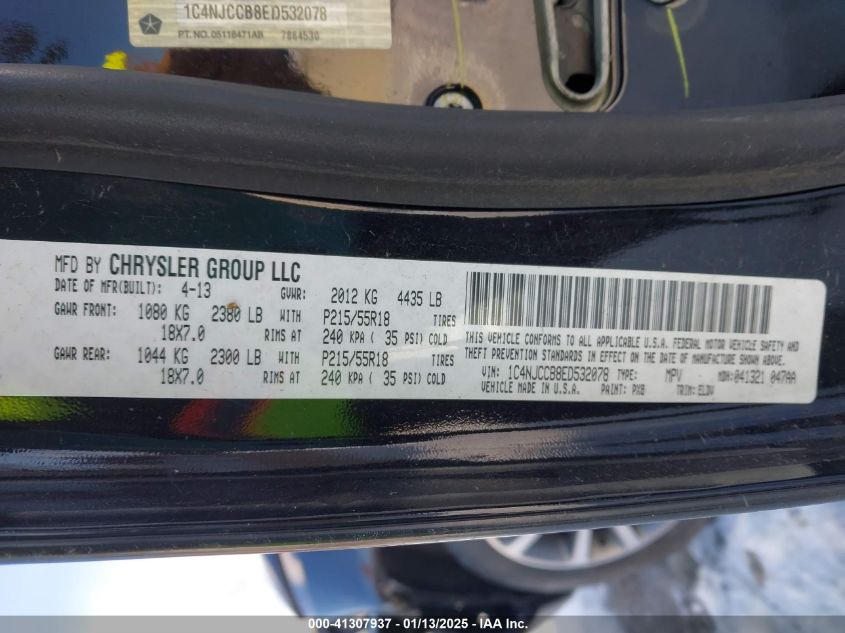 1C4NJCCB8ED532078
PT. NO. 05116471AB 7864530
MFD BY CHRYSLER GROUP LLC
DATE OF MFR(BUILT): 4-13 GVWR: 2012 KG 4435 LB
GAWR FRONT: 1080 KG 2380 LB WITH P215/55R18 TIRES
18X7.0 RIMS AT 240 KPA ( 35 PSI) COLD
GAWR REAR: 1044 KG 2300 LB WITH P215/55R18 TIRES
18X7.0 RIMS AT 240 KPA ( 35 PSI) COLD
THIS VEHICLE CONFORMS TO ALL APPLICABLE U.S.A. FEDERAL MOTOR VEHICLE SAFETY AND
THEFT PREVENTION STANDARDS IN EFFECT ON THE DATE OF MANUFACTURE SHOWN ABOVE.
VIN: 1C4NJCCB8ED532078 TYPE: MPV MDH: 041321 047AA
VEHICLE MADE IN U.S.A. PAINT: PXB TRIM: ELDV
000-41307937 - 01/13/2025 - IAA Inc.